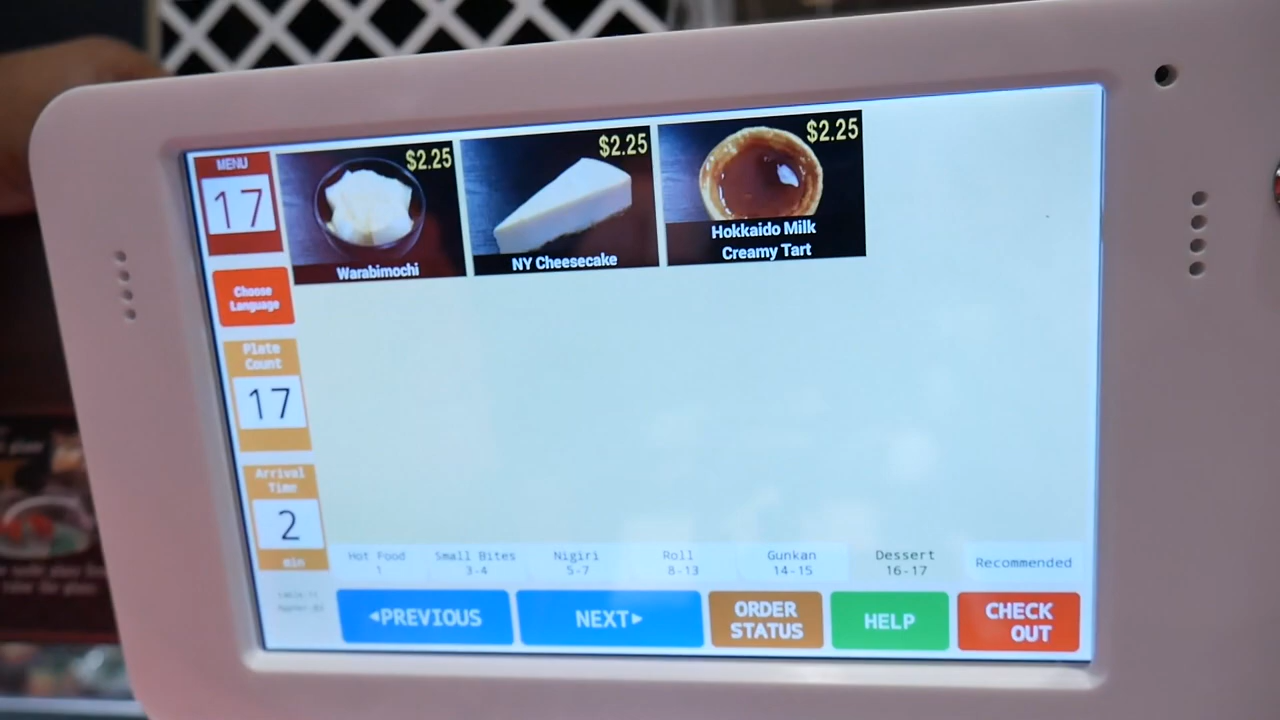 MENU
17
Choose
Language
Plate
Count
17
Arrival
Time
2
min
$2.25
Warabimochi
$2.25
NY Cheesecake
$2.25
Hokkaido Milk
Creamy Tart
Hot Food
1
Small Bites
3-4
Nigiri
5-7
Roll
8-13
Gunkan
14-15
Dessert
16-17
Recommended
◀PREVIOUS
NEXT▶
ORDER
STATUS
HELP
CHECK
OUT